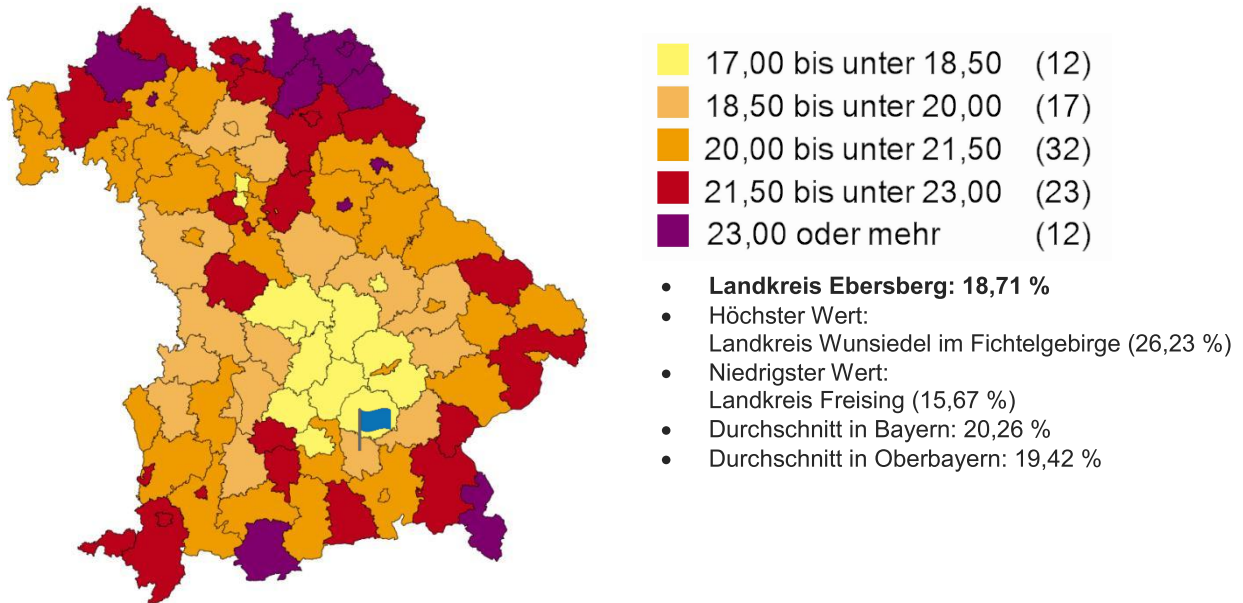 17,00 bis unter 18,50 (12)
18,50 bis unter 20,00 (17)
20,00 bis unter 21,50 (32)
21,50 bis unter 23,00 (23)
23,00 oder mehr (12)
• Landkreis Ebersberg: 18,71 %
• Höchster Wert:
Landkreis Wunsiedel im Fichtelgebirge (26,23 %)
• Niedrigster Wert:
Landkreis Freising (15,67 %)
• Durchschnitt in Bayern: 20,26 %
• Durchschnitt in Oberbayern: 19,42 %